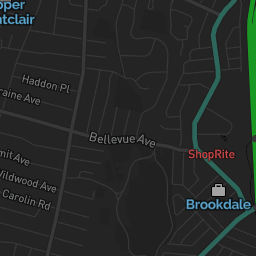 pper
ntclair
Haddon Pl
raine Ave
Bellevue Ave
ShopRite
mit Ave
Wildwood Ave
Carolin Rd
Brookdale